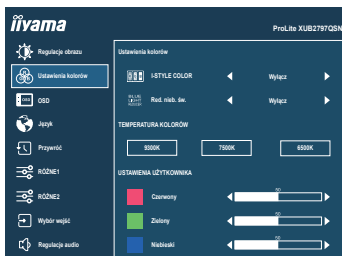 iiyama
ProLite XUB2797QSN
Regulacje obrazu
Ustawienia kolorów
OSD
Język
Przywróć
RÓŻNE1
RÓŻNE2
Wybór wejść
Regulacje audio
Ustawienia kolorów
I-STYLE COLOR
Wyłącz
Red. nieb. św.
Wyłącz
TEMPERATURA KOLORÓW
9300K
7500K
6500K
USTAWIENIA UŻYTKOWNIKA
Czerwony
50
Zielony
50
Niebieski
50